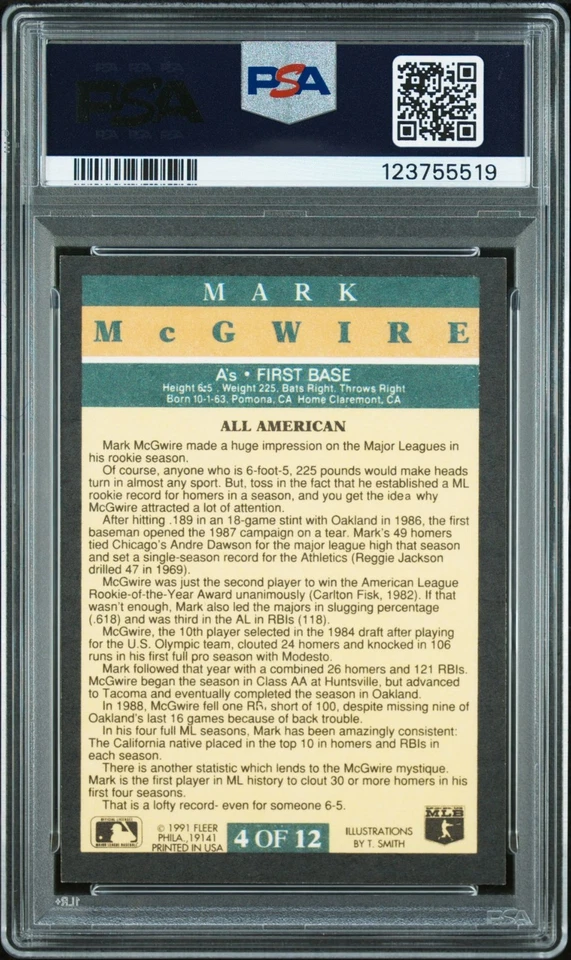 PSA
PSA
123755519
MARK
McGWIRE
A's • FIRST BASE
Height 6-5. Weight 225. Bats Right. Throws Right
Born 10-1-63, Pomona, CA Home Claremont, CA
ALL AMERICAN
Mark McGwire made a huge impression on the Major Leagues in
his rookie season.
Of course, anyone who is 6-foot-5, 225 pounds would make heads
turn in almost any sport. But, toss in the fact that he established a ML
rookie record for homers in a season, and you get the idea why
McGwire attracted a lot of attention.
After hitting .189 in an 18-game stint with Oakland in 1986, the first
baseman opened the 1987 campaign on a tear. Mark's 49 homers
tied Chicago's Andre Dawson for the major league high that season
and set a single-season record for the Athletics (Reggie Jackson
drilled 47 in 1969).
McGwire was just the second player to win the American League
Rookie-of-the-Year Award unanimously (Carlton Fisk, 1982). If that
wasn't enough, Mark also led the majors in slugging percentage
(.618) and was third in the AL in RBIs (118).
McGwire, the 10th player selected in the 1984 draft after playing
for the U.S. Olympic team, clouted 24 homers and knocked in 106
runs in his first full pro season with Modesto.
Mark followed that year with a combined 26 homers and 121 RBIs.
McGwire began the season in Class AA at Huntsville, but advanced
to Tacoma and eventually completed the season in Oakland.
In 1988, McGwire fell one RBI short of 100, despite missing nine of
Oakland's last 16 games because of back trouble.
In his four full ML seasons, Mark has been amazingly consistent:
The California native placed in the top 10 in homers and RBIs in
each season.
There is another statistic which lends to the McGwire mystique.
Mark is the first player in ML history to clout 30 or more homers in his
first four seasons.
That is a lofty record- even for someone 6-5.
© 1991 FLEER
PHILA., 19141
PRINTED IN USA
4 OF 12
ILLUSTRATIONS
BY T. SMITH
MLB
PSA